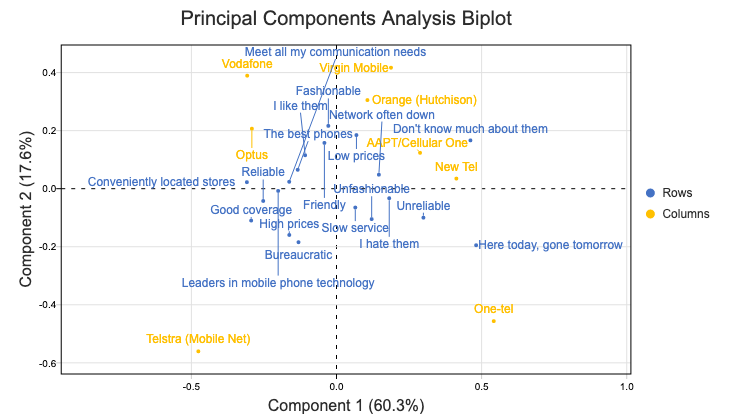 Principal Components Analysis Biplot
Meet all my communication needs
Vodafone
Virgin Mobile
Fashionable
Orange (Hutchison)
I like them
Network often down
The best phones
Don't know much about them
AAPT/Cellular One
Optus
Low prices
New Tel
Reliable
Conveniently located stores
Unfashionable
Good coverage
Friendly
Unreliable
High prices
Slow service
I hate them
Here today, gone tomorrow
Bureaucratic
Leaders in mobile phone technology
One-tel
Telstra (Mobile Net)
Rows
Columns
Component 2 (17.6%)
0.4
0.2
0.0
-0.2
-0.4
-0.6
-0.5
0.0
0.5
1.0
Component 1 (60.3%)